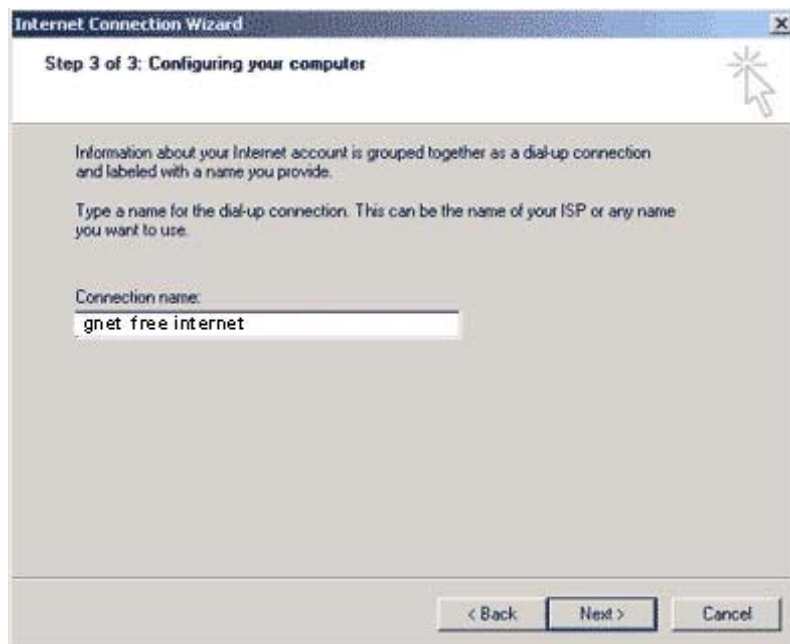 Internet Connection Wizard
Step 3 of 3: Configuring your computer
Information about your Internet account is grouped together as a dial-up connection
and labeled with a name you provide.
Type a name for the dial-up connection. This can be the name of your ISP or any name
you want to use.
Connection name:
gnet free internet
< Back
Next >
Cancel